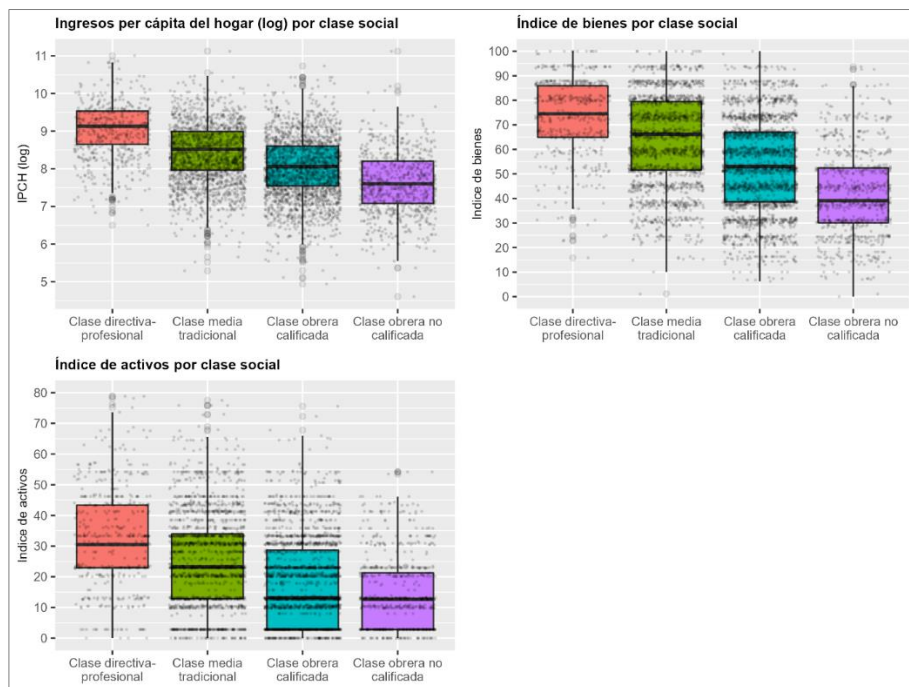 Ingresos per cápita del hogar (log) por clase social
IPCH (log)
11
10
9
8
7
6
5
Clase directiva-
profesional
Clase media
tradicional
Clase obrera
calificada
Clase obrera no
calificada
Índice de bienes por clase social
Indice de bienes
100
90
80
70
60
50
40
30
20
10
0
Clase directiva-
profesional
Clase media
tradicional
Clase obrera
calificada
Clase obrera no
calificada
Índice de activos por clase social
Indice de activos
80
70
60
50
40
30
20
10
0
Clase directiva-
profesional
Clase media
tradicional
Clase obrera
calificada
Clase obrera no
calificada